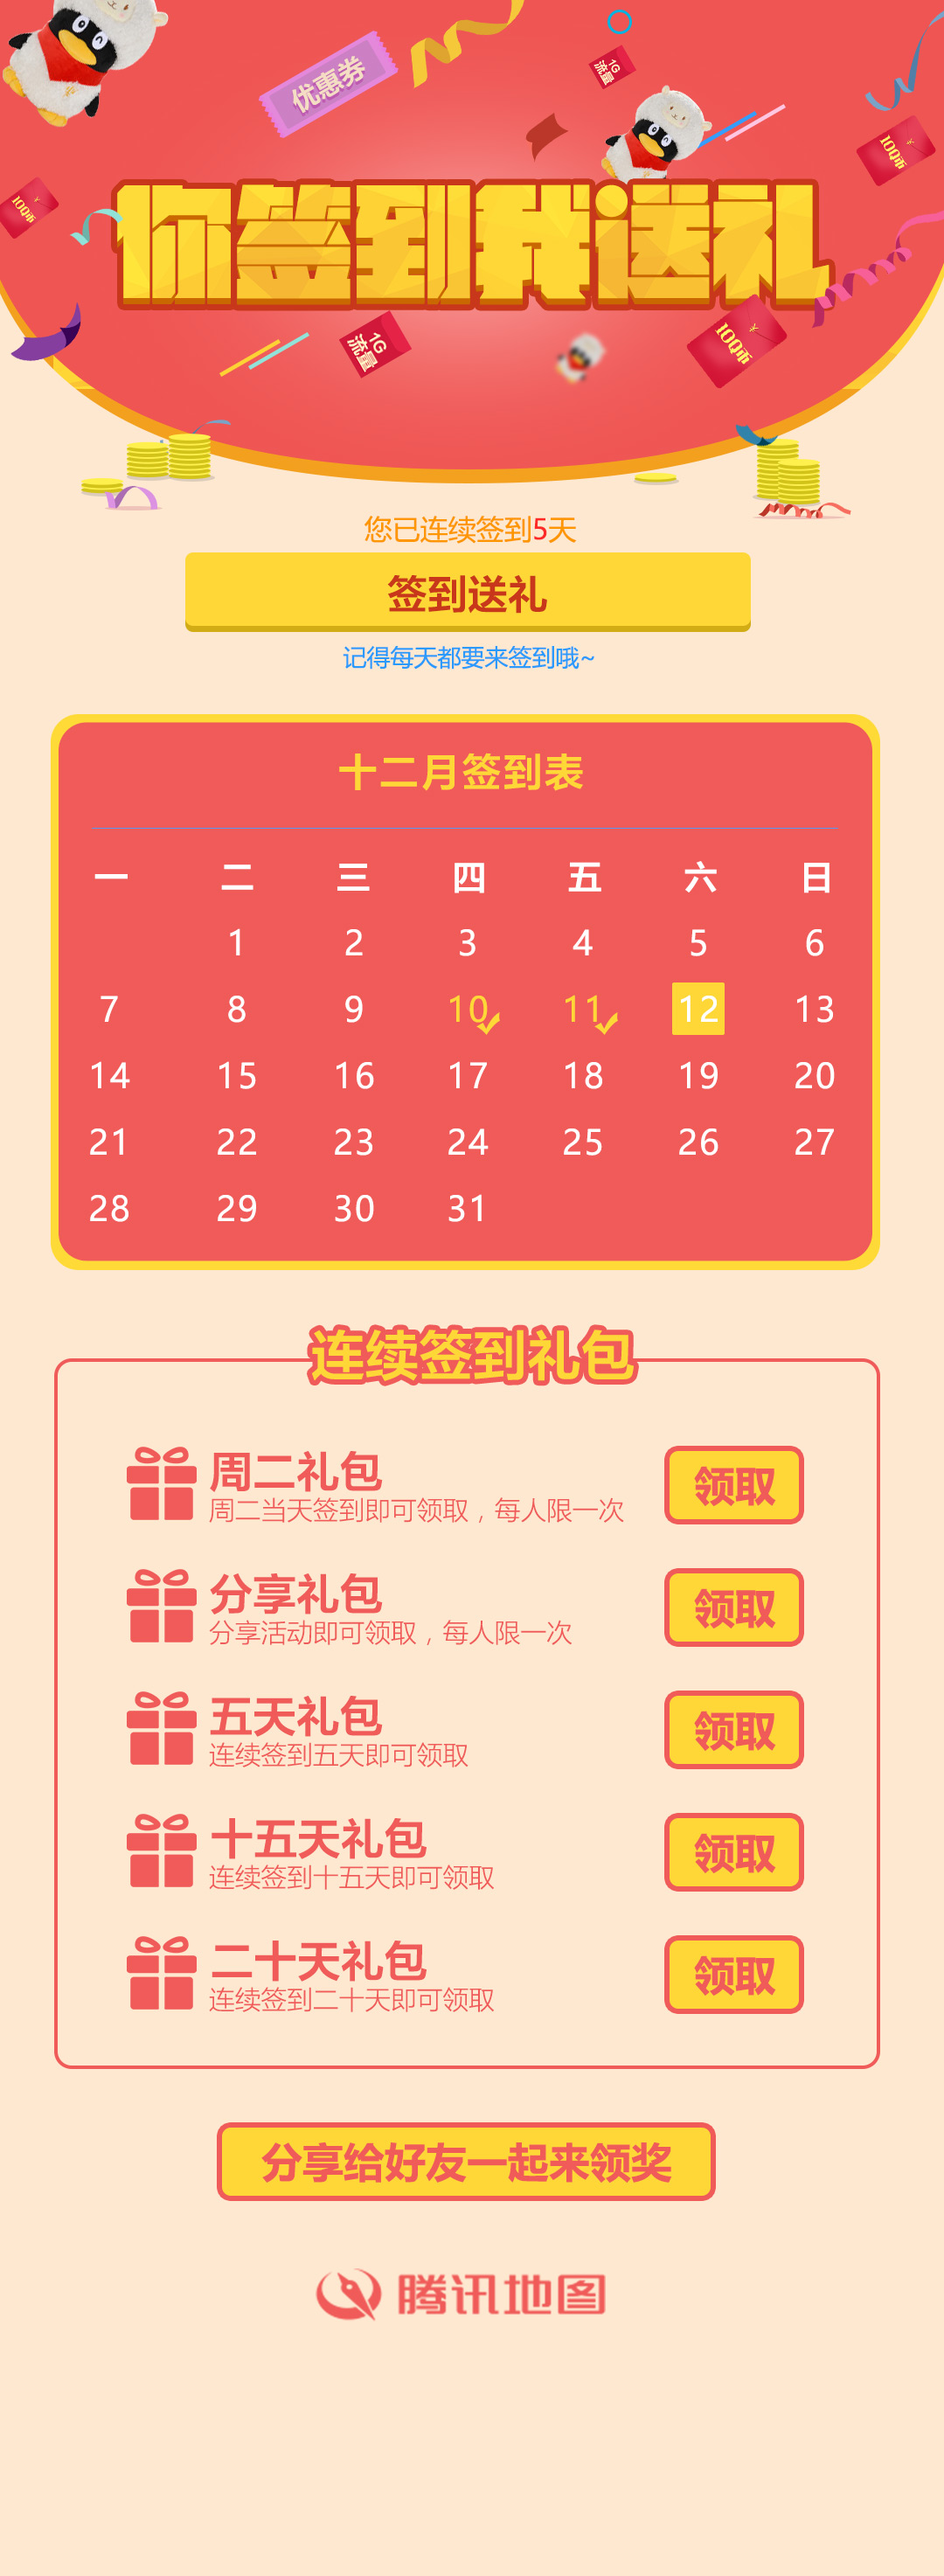 优惠券
1G
流量
10Q币
10Q币
你签到我送礼
1G
流量
10Q币
您已连续签到5天
签到送礼
记得每天都要来签到哦~
十二月签到表
一 二 三 四 五 六 日
1 2 3 4 5 6
7 8 9 10 11 12 13
14 15 16 17 18 19 20
21 22 23 24 25 26 27
28 29 30 31
连续签到礼包
周二礼包
周二当天签到即可领取，每人限一次
领取
分享礼包
分享活动即可领取，每人限一次
领取
五天礼包
连续签到五天即可领取
领取
十五天礼包
连续签到十五天即可领取
领取
二十天礼包
连续签到二十天即可领取
领取
分享给好友一起来领奖
腾讯地图